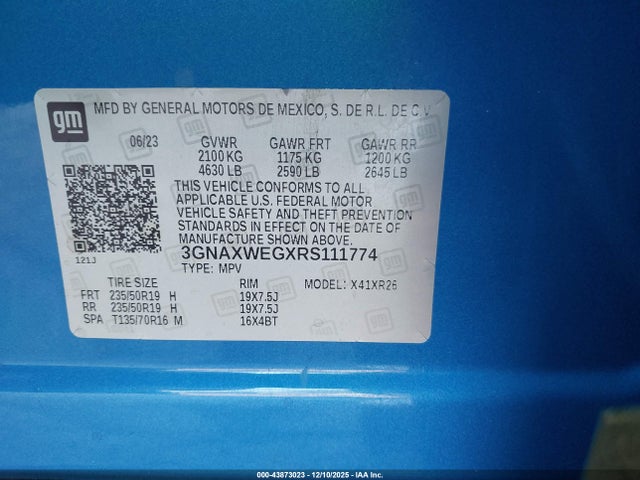 gm MFD BY GENERAL MOTORS DE MEXICO, S. DE R.L. DE C.V.
06/23 GVWR GAWR FRT GAWR RR
2100 KG 1175 KG 1200 KG
4630 LB 2590 LB 2645 LB
THIS VEHICLE CONFORMS TO ALL
APPLICABLE U.S. FEDERAL MOTOR
VEHICLE SAFETY AND THEFT PREVENTION
STANDARDS IN EFFECT ON THE DATE OF
MANUFACTURE SHOWN ABOVE.
121J 3GNAXWEGXRS111774
TYPE: MPV
TIRE SIZE RIM MODEL: X41XR26
FRT 235/50R19 H 19X7.5J
RR 235/50R19 H 19X7.5J
SPA T135/70R16 M 16X4BT
000-43873023 - 12/10/2025 - IAA Inc.